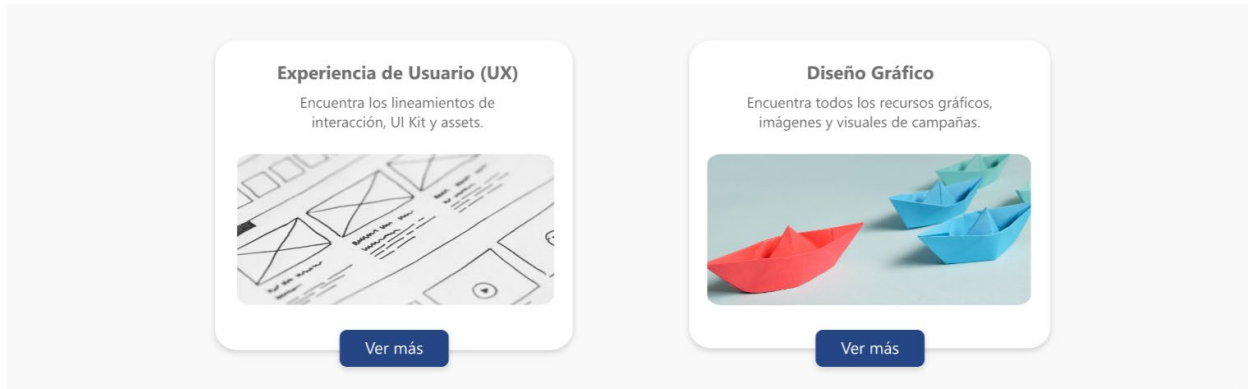 Experiencia de Usuario (UX)
Encuentra los lineamientos de
interacción, UI Kit y assets.
Ver más
Diseño Gráfico
Encuentra todos los recursos gráficos,
imágenes y visuales de campañas.
Ver más